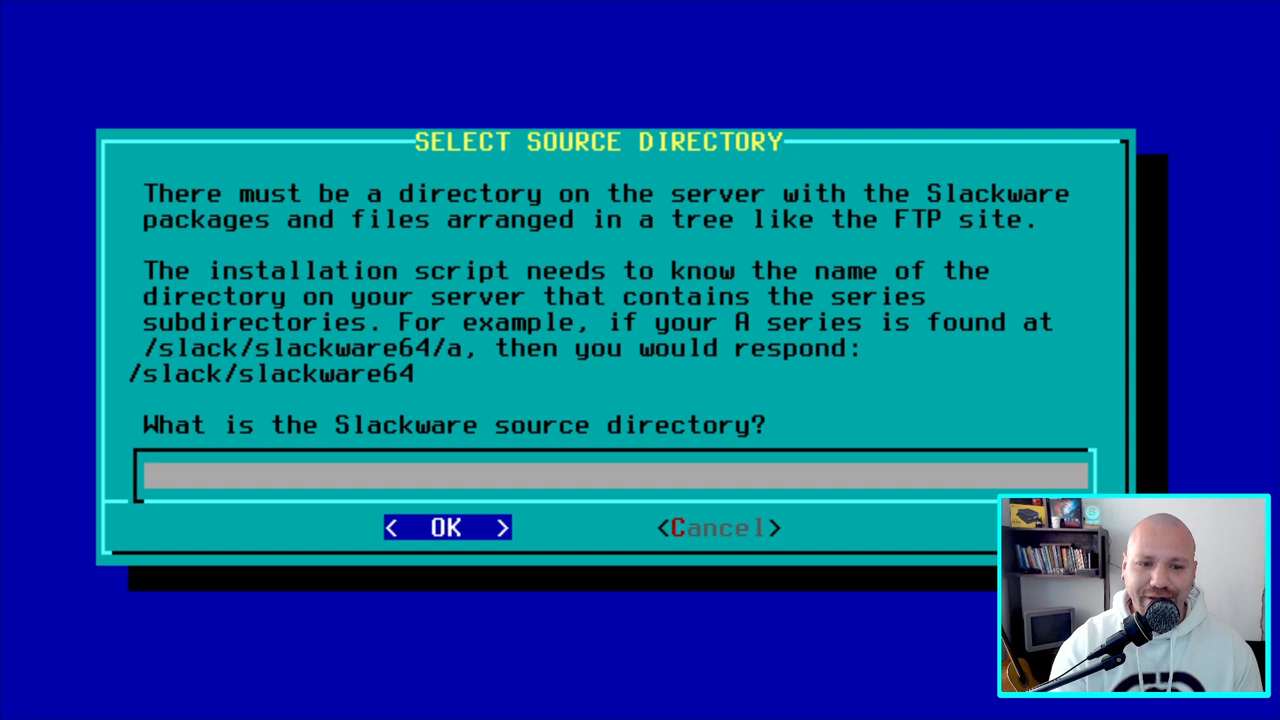 SELECT SOURCE DIRECTORY
There must be a directory on the server with the Slackware
packages and files arranged in a tree like the FTP site.
The installation script needs to know the name of the
directory on your server that contains the series
subdirectories. For example, if your A series is found at
/slack/slackware64/a, then you would respond:
/slack/slackware64
What is the Slackware source directory?
< OK > <Cancel>